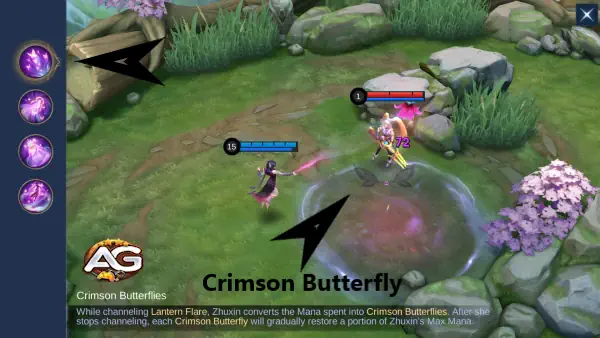 1
72
15
AG
Crimson Butterfly
Crimson Butterflies
While channeling Lantern Flare, Zhuxin converts the Mana spent into Crimson Butterflies. After she
stops channeling, each Crimson Butterfly will gradually restore a portion of Zhuxin's Max Mana.